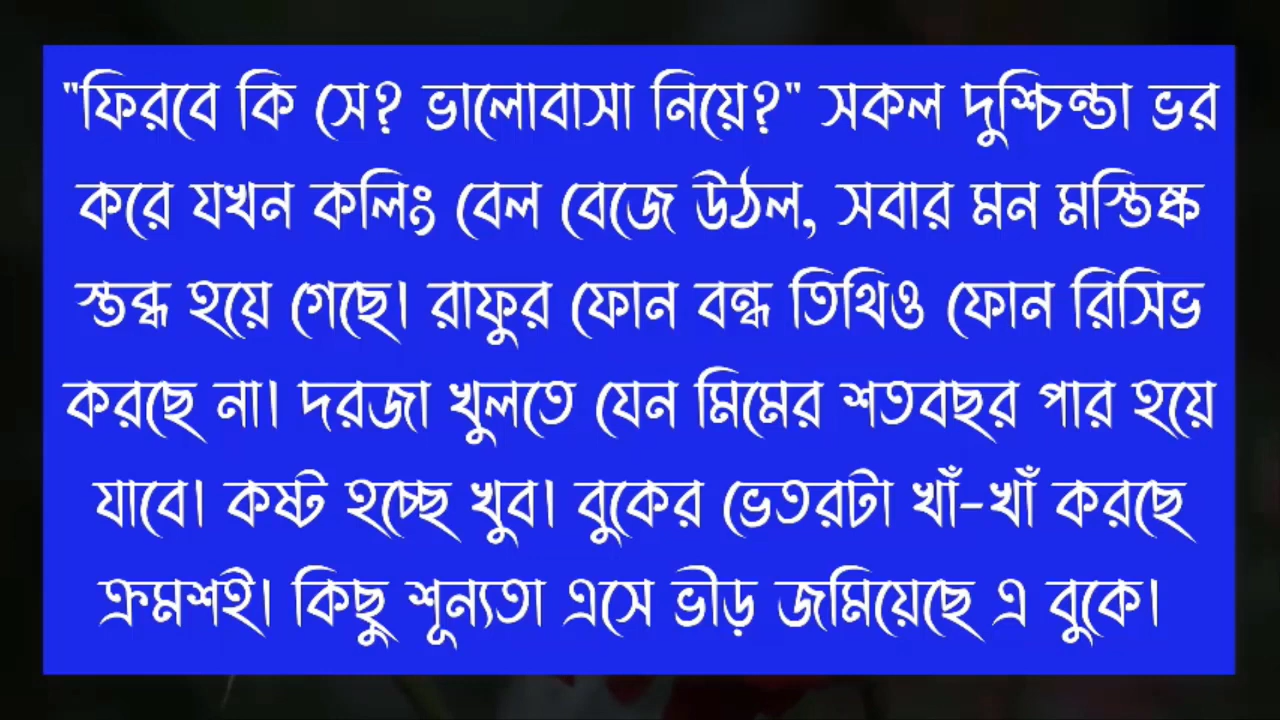 "ফিরবে কি সে? ভালোবাসা নিয়ে?" সকল দুশ্চিন্তা ভর
করে যখন কলিং বেল বেজে উঠল, সবার মন মস্তিষ্ক
স্তব্ধ হয়ে গেছে। রাফুর ফোন বন্ধ তিথিও ফোন রিসিভ
করছে না। দরজা খুলতে যেন মিমের শতবছর পার হয়ে
যাবে। কষ্ট হচ্ছে খুব। বুকের ভেতরটা খাঁ-খাঁ করছে
ক্রমশই। কিছু শূন্যতা এসে ভীড় জমিয়েছে এ বুকে।